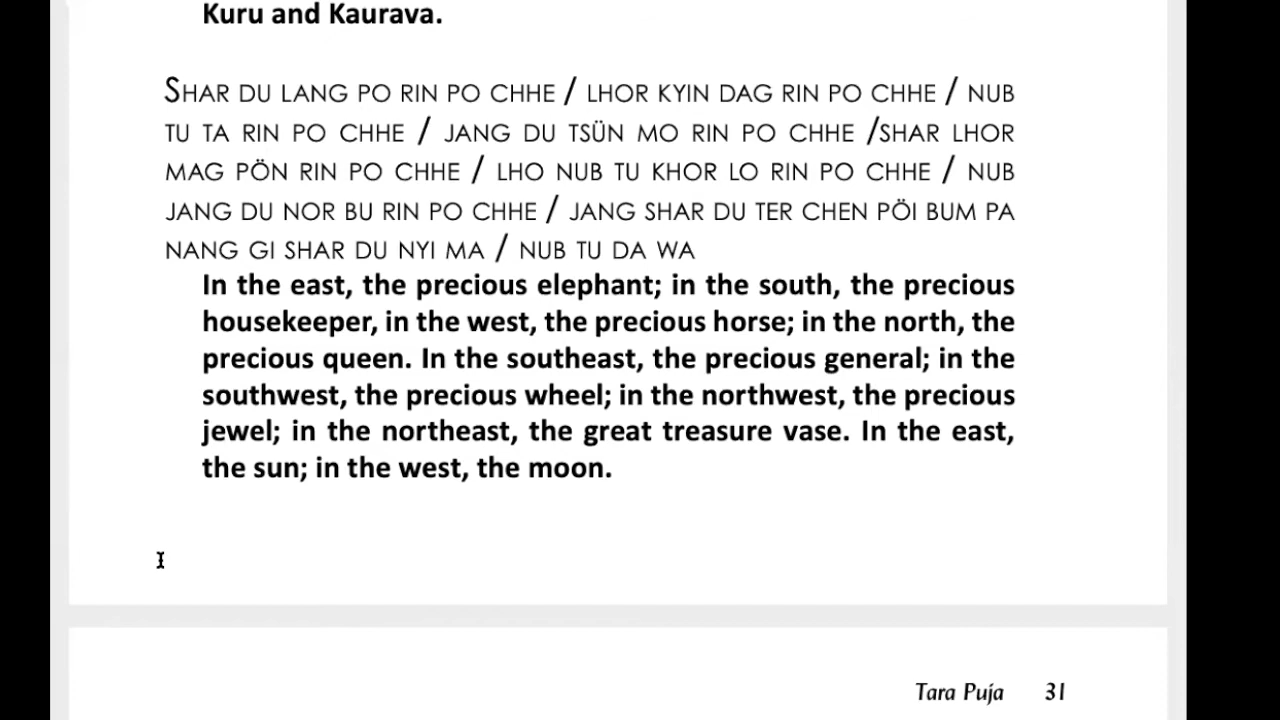 Kuru and Kaurava.
SHAR DU LANG PO RIN PO CHHE / LHOR KYIN DAG RIN PO CHHE / NUB
TU TA RIN PO CHHE / JANG DU TSÜN MO RIN PO CHHE /SHAR LHOR
MAG PÖN RIN PO CHHE / LHO NUB TU KHOR LO RIN PO CHHE / NUB
JANG DU NOR BU RIN PO CHHE / JANG SHAR DU TER CHEN PÖI BUM PA
NANG GI SHAR DU NYI MA / NUB TU DA WA
In the east, the precious elephant; in the south, the precious
housekeeper, in the west, the precious horse; in the north, the
precious queen. In the southeast, the precious general; in the
southwest, the precious wheel; in the northwest, the precious
jewel; in the northeast, the great treasure vase. In the east,
the sun; in the west, the moon.
Tara Puja 31